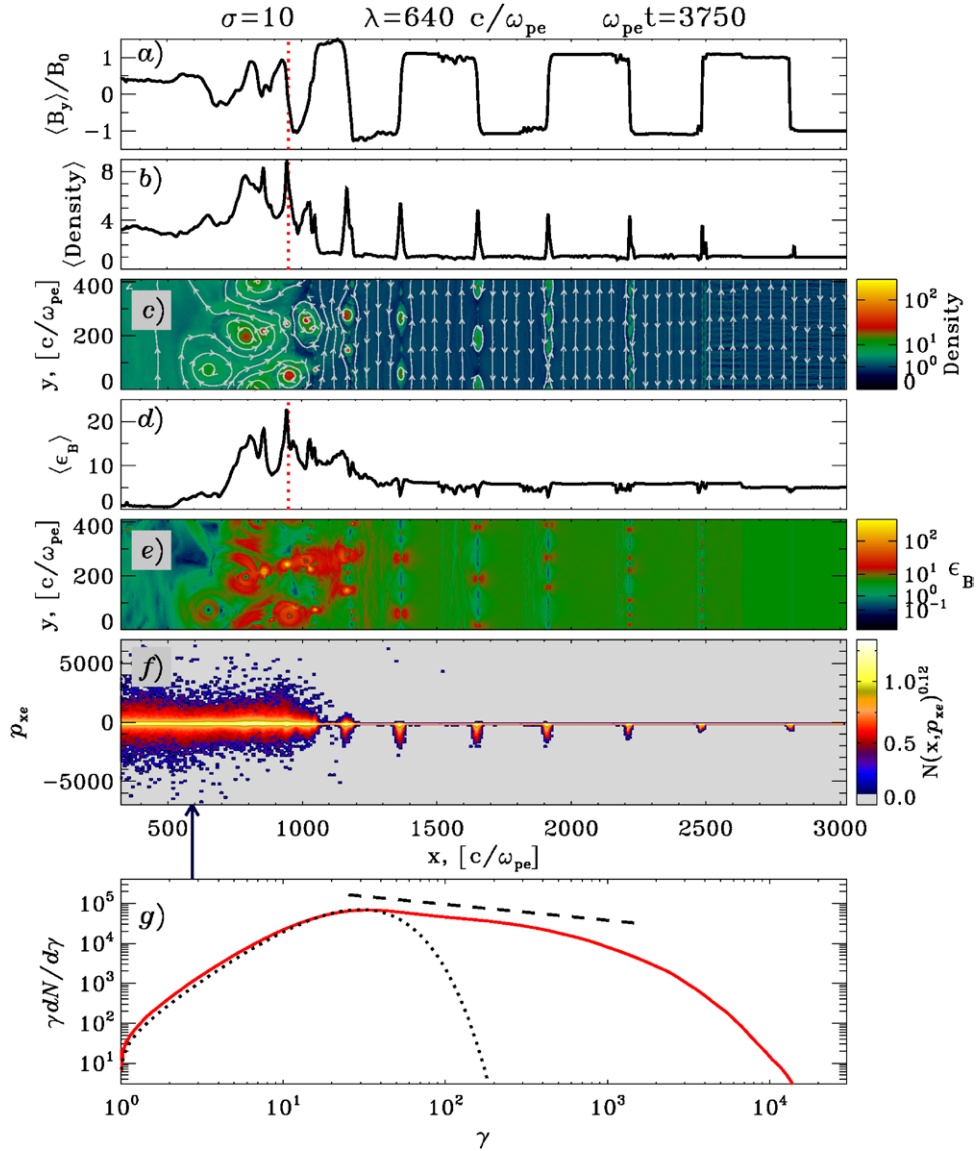 σ=10 λ=640 c/ω_pe ω_pe t=3750
a)
⟨B_y⟩/B_0
1
0
-1
b)
⟨Density⟩
8
4
0
c)
y, [c/ω_pe]
400
200
0
10^2
10^1
10^0
0
Density
d)
⟨ϵ_B⟩
20
10
0
e)
y, [c/ω_pe]
400
200
0
10^2
10^1
10^0
10^-1
0
ϵ_B
f)
p_xe
5000
0
-5000
1.0
0.5
0.0
N(x,p_xe)^0.12
500 1000 1500 2000 2500 3000
x, [c/ω_pe]
g)
γdN/dγ
10^5
10^4
10^3
10^2
10^1
10^0 10^1 10^2 10^3 10^4
γ